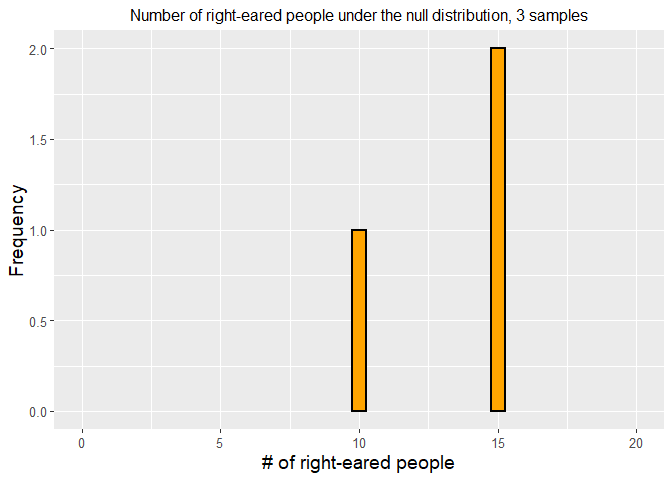 Number of right-eared people under the null distribution, 3 samples
2.0
1.5
1.0
0.5
0.0
Frequency
0 5 10 15 20
# of right-eared people